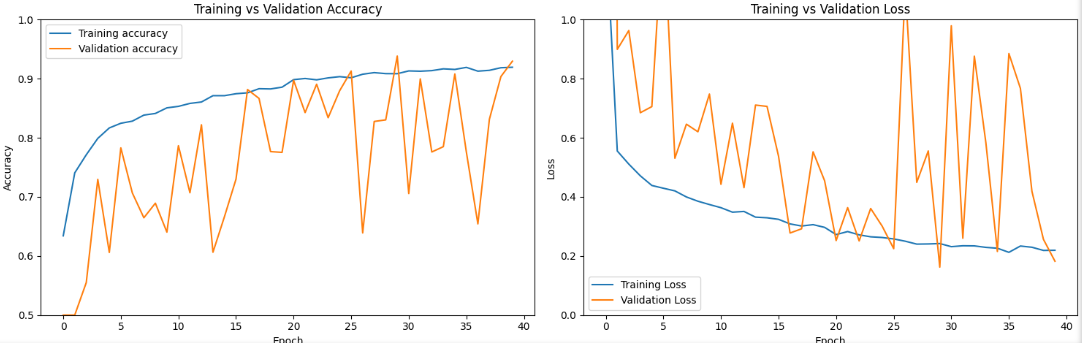 Training vs Validation Accuracy
1.0
0.9
0.8
0.7
0.6
0.5
Accuracy
Training accuracy
Validation accuracy
0 5 10 15 20 25 30 35 40
Epoch
Training vs Validation Loss
1.0
0.8
0.6
0.4
0.2
0.0
Loss
Training Loss
Validation Loss
0 5 10 15 20 25 30 35 40
Epoch